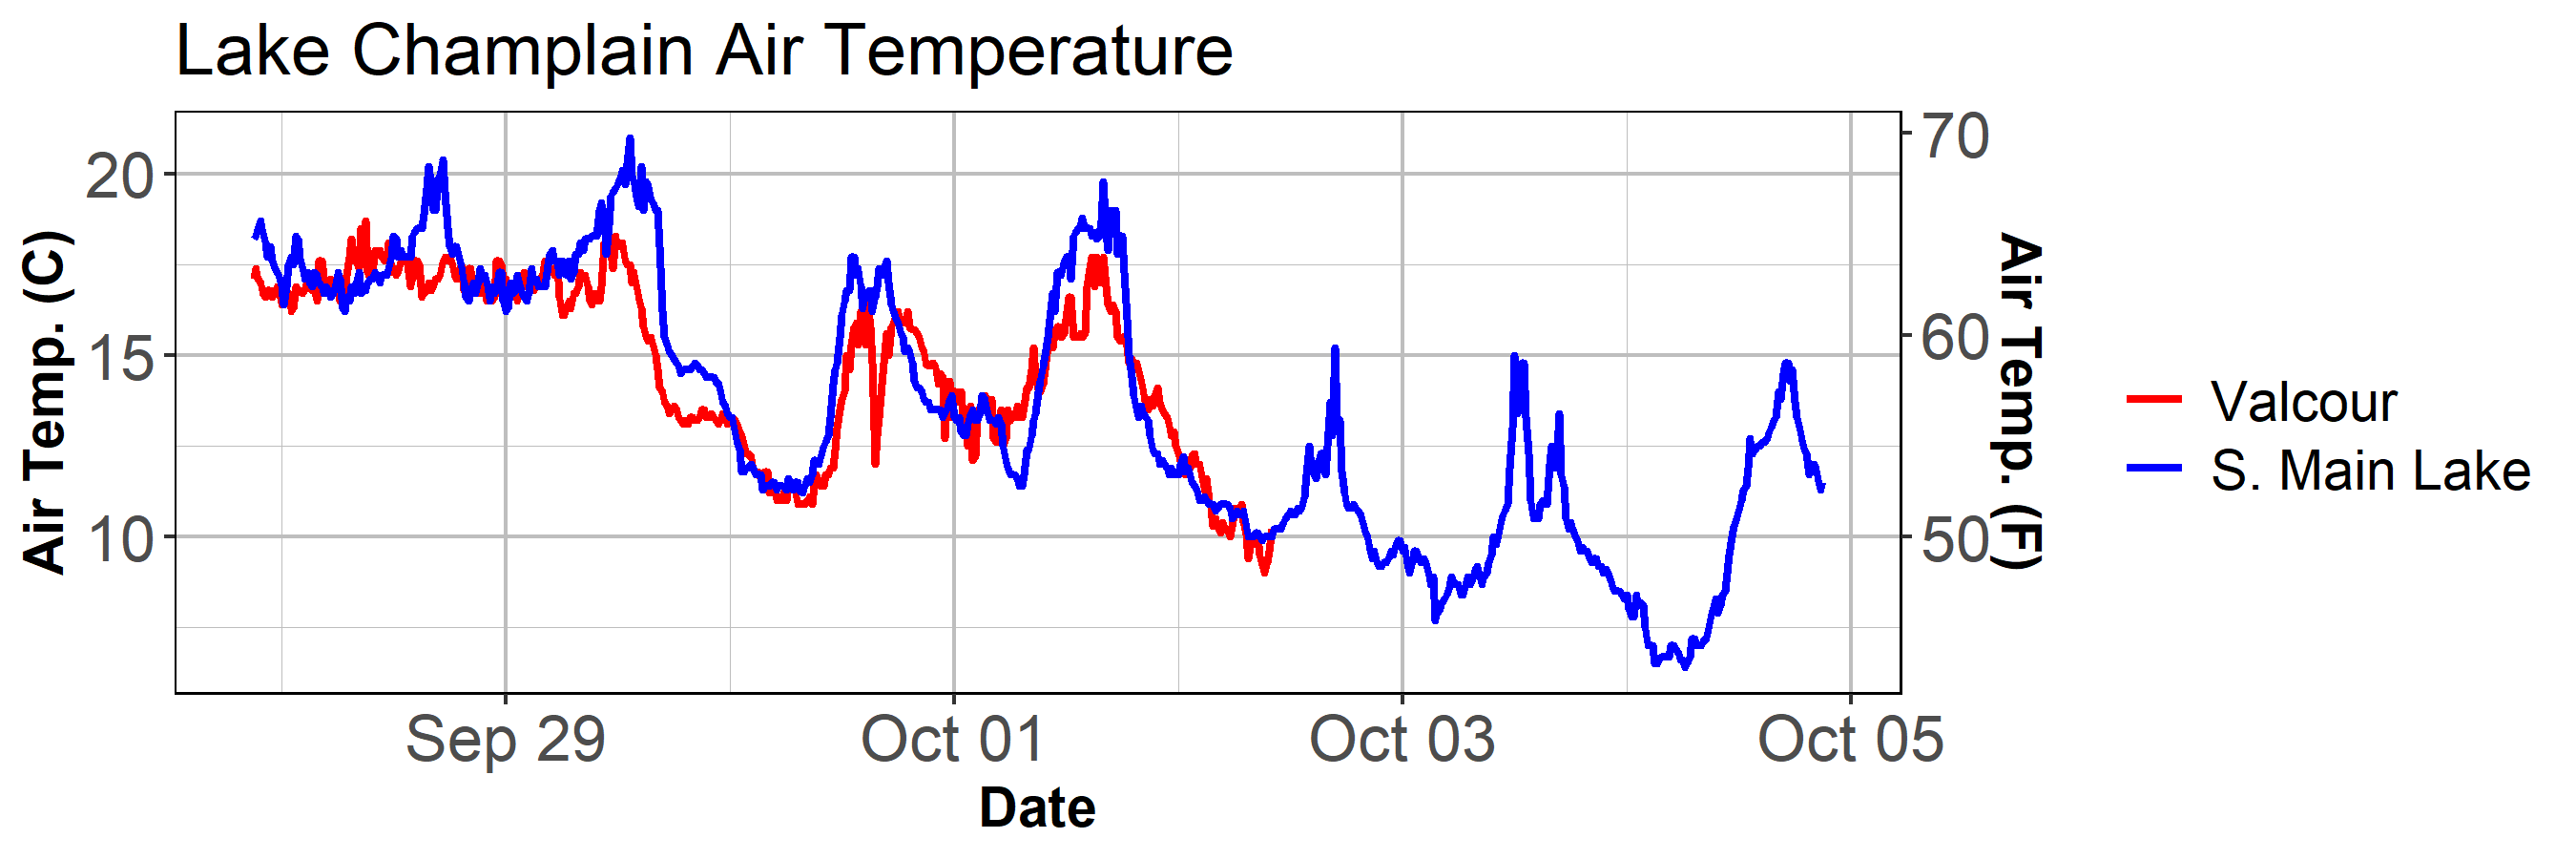 Lake Champlain Air Temperature
Air Temp. (C)
20
15
10
70
60
50
Air Temp. (F)
Sep 29
Oct 01
Oct 03
Oct 05
Date
Valcour
S. Main Lake